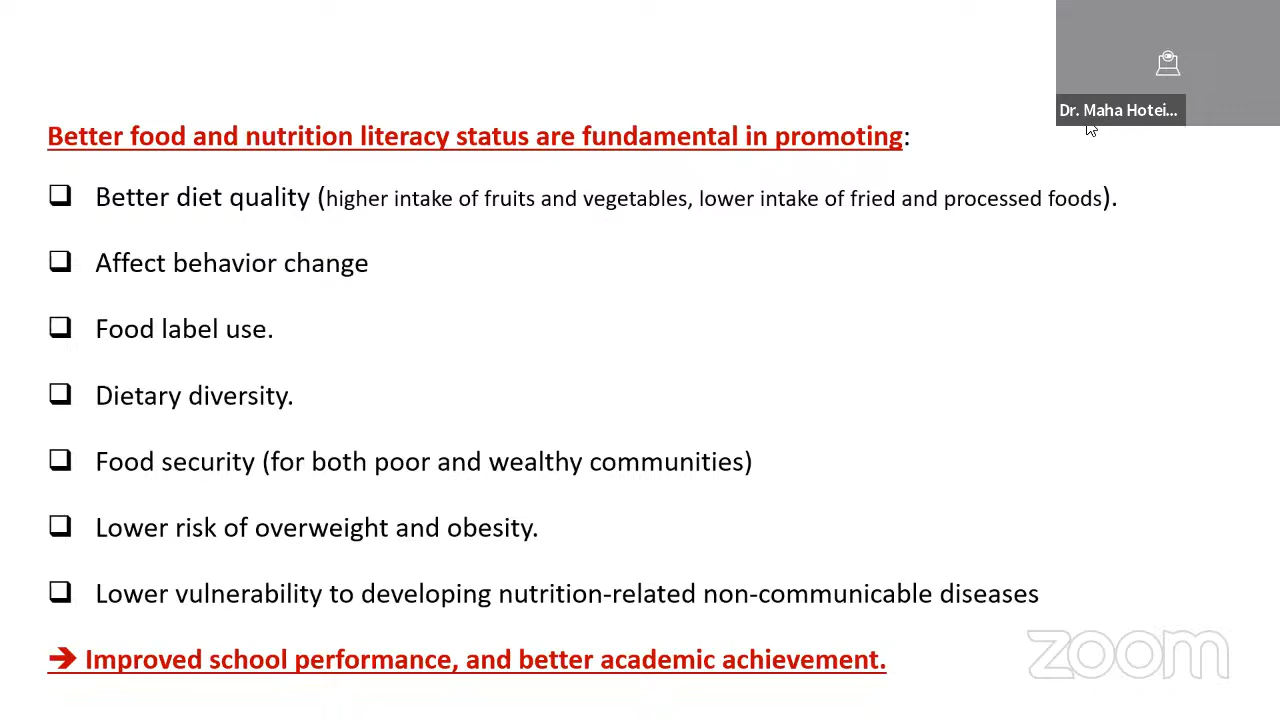 Dr. Maha Hotei...
Better food and nutrition literacy status are fundamental in promoting:
❑ Better diet quality (higher intake of fruits and vegetables, lower intake of fried and processed foods).
❑ Affect behavior change
❑ Food label use.
❑ Dietary diversity.
❑ Food security (for both poor and wealthy communities)
❑ Lower risk of overweight and obesity.
❑ Lower vulnerability to developing nutrition-related non-communicable diseases
➔ Improved school performance, and better academic achievement.
zoom